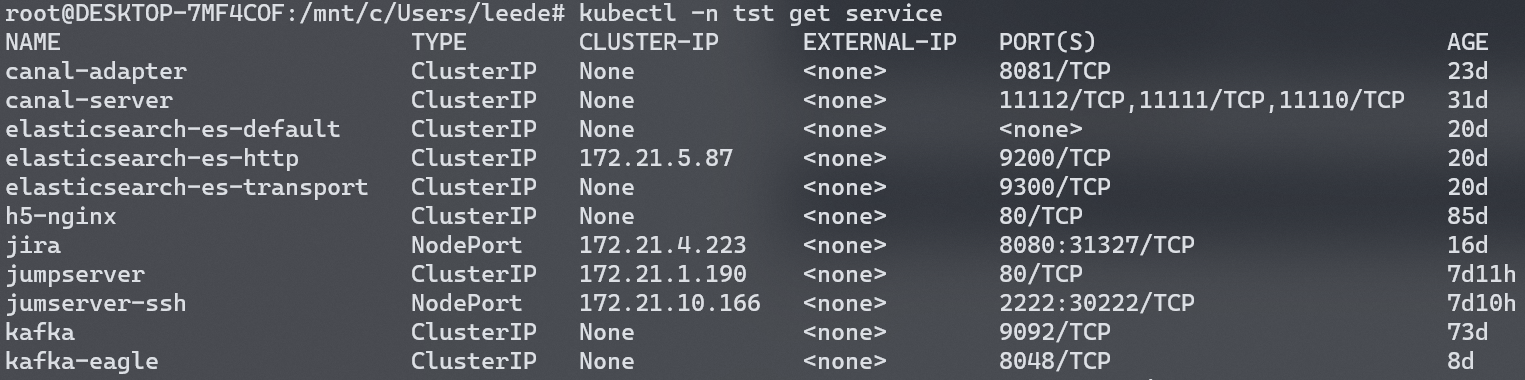 root@DESKTOP-7MF4COF:/mnt/c/Users/leede# kubectl -n tst get service
NAME TYPE CLUSTER-IP EXTERNAL-IP PORT(S) AGE
canal-adapter ClusterIP None <none> 8081/TCP 23d
canal-server ClusterIP None <none> 11112/TCP,11111/TCP,11110/TCP 31d
elasticsearch-es-default ClusterIP None <none> <none> 20d
elasticsearch-es-http ClusterIP 172.21.5.87 <none> 9200/TCP 20d
elasticsearch-es-transport ClusterIP None <none> 9300/TCP 20d
h5-nginx ClusterIP None <none> 80/TCP 85d
jira NodePort 172.21.4.223 <none> 8080:31327/TCP 16d
jumpserver ClusterIP 172.21.1.190 <none> 80/TCP 7d11h
jumserver-ssh NodePort 172.21.10.166 <none> 2222:30222/TCP 7d10h
kafka ClusterIP None <none> 9092/TCP 73d
kafka-eagle ClusterIP None <none> 8048/TCP 8d